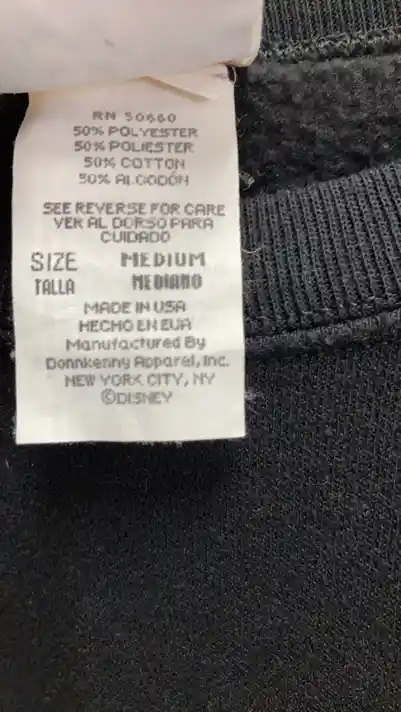 RN 50660
50% POLYESTER
50% POLIESTER
50% COTTON
50% ALGODÓN
SEE REVERSE FOR CARE
VER AL DORSO PARA
CUIDADO
SIZE MEDIUM
TALLA MEDIANO
MADE IN USA
HECHO EN EUA
Manufactured By
Donnkenny Apparel, Inc.
NEW YORK CITY, NY
©DISNEY